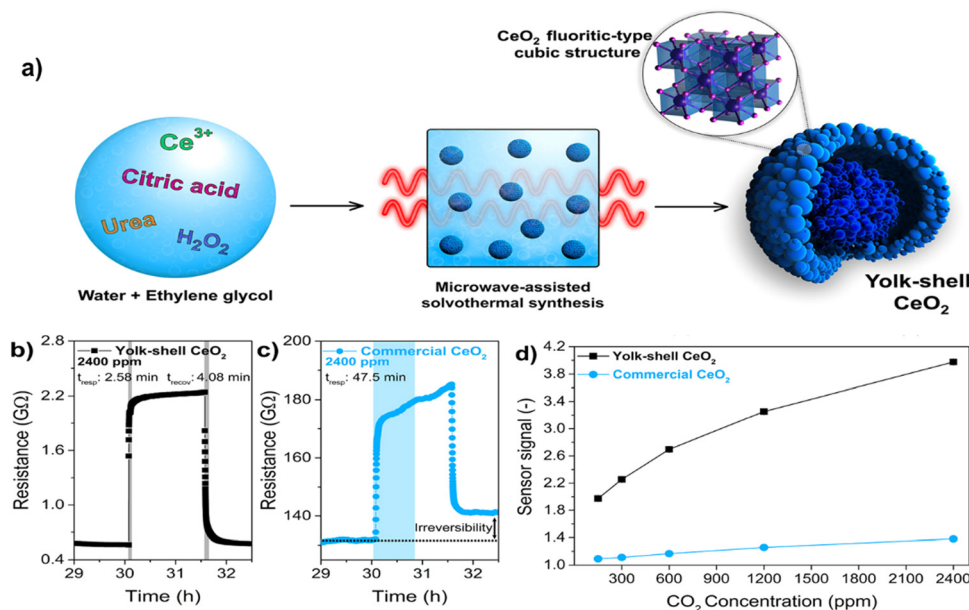 a)
CeO₂ fluoritic-type
cubic structure
Ce³⁺
Citric acid
Urea
H₂O₂
Water + Ethylene glycol
Microwave-assisted
solvothermal synthesis
Yolk-shell
CeO₂
b)
2.8
2.2
1.6
1.0
0.4
Resistance (GΩ)
Yolk-shell CeO₂
2400 ppm
tresp: 2.58 min trecov: 4.08 min
29 30 31 32
Time (h)
c)
200
180
160
140
Resistance (GΩ)
Commercial CeO₂
2400 ppm
tresp: 47.5 min
Irreversibility
29 30 31 32
Time (h)
d)
4.2
3.8
3.4
3.0
2.6
2.2
1.8
1.4
1.0
Sensor signal (-)
Yolk-shell CeO₂
Commercial CeO₂
300 600 900 1200 1500 1800 2100 2400
CO₂ Concentration (ppm)